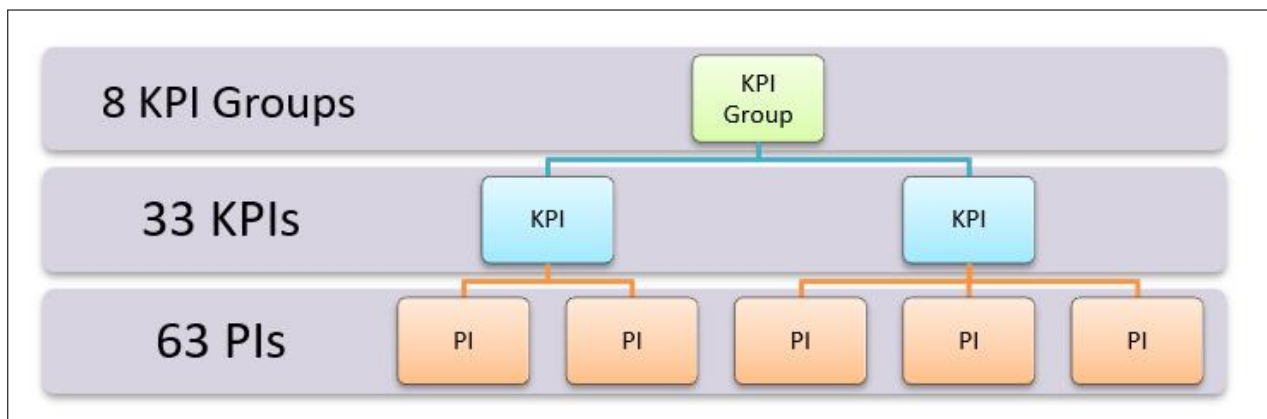 8 KPI Groups
KPI
Group
33 KPIs
KPI
KPI
63 PIs
PI
PI
PI
PI
PI